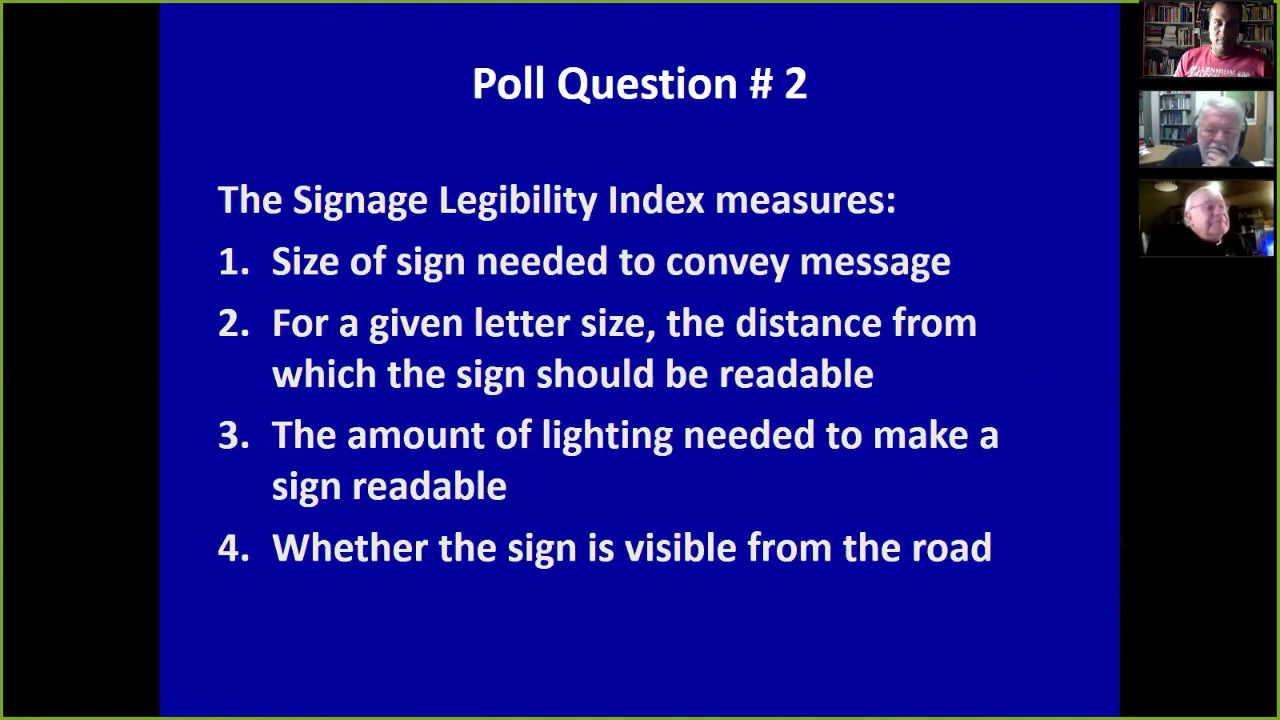 Poll Question # 2
The Signage Legibility Index measures:
1. Size of sign needed to convey message
2. For a given letter size, the distance from
which the sign should be readable
3. The amount of lighting needed to make a
sign readable
4. Whether the sign is visible from the road